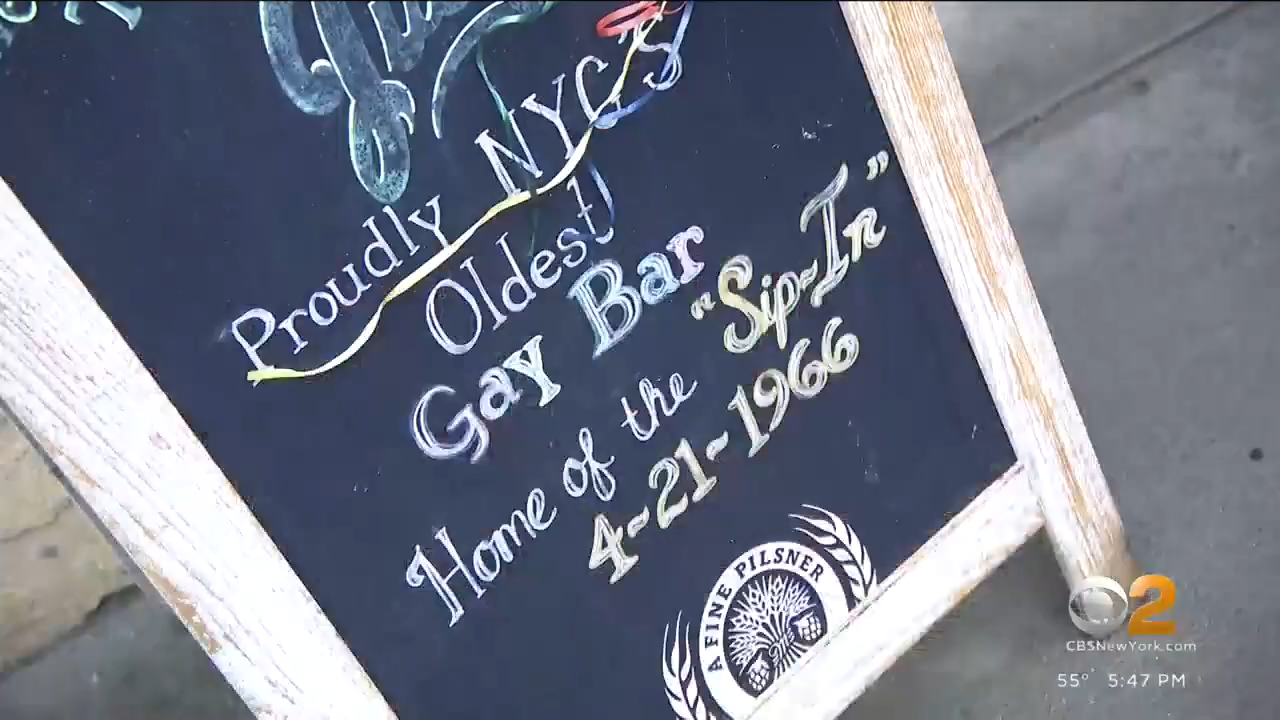 Proudly NYC's
Oldest
Gay Bar
Home of the "Sip-In"
4-21-1966
A FINE PILSNER
2
CBSNewYork.com
55° 5:47 PM